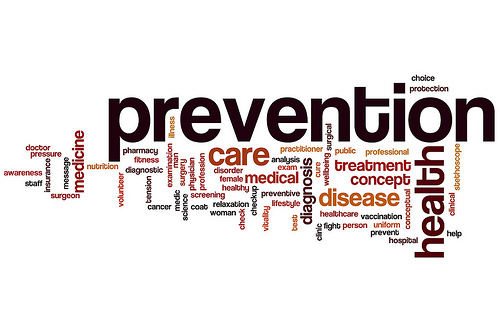 choice
protection
prevention
illness
doctor
pressure
awareness
staff
insurance
message
surgeon
medicine
nutrition
pharmacy
fitness
diagnostic
volunteer
tension
cancer
examination
man
medic
surgery
science
physician
profession
screening
coat
care
disorder
female
healthy
relaxation
woman
check
checkup
medical
analysis
exam
preventive
lifestyle
vitality
practitioner
test
diagnosis
cure
wellbeing
surgical
public
professional
treatment
concept
disease
healthcare
vaccination
clinic
fight
person
uniform
prevent
hospital
conceptual
health
stethoscope
clinical
help